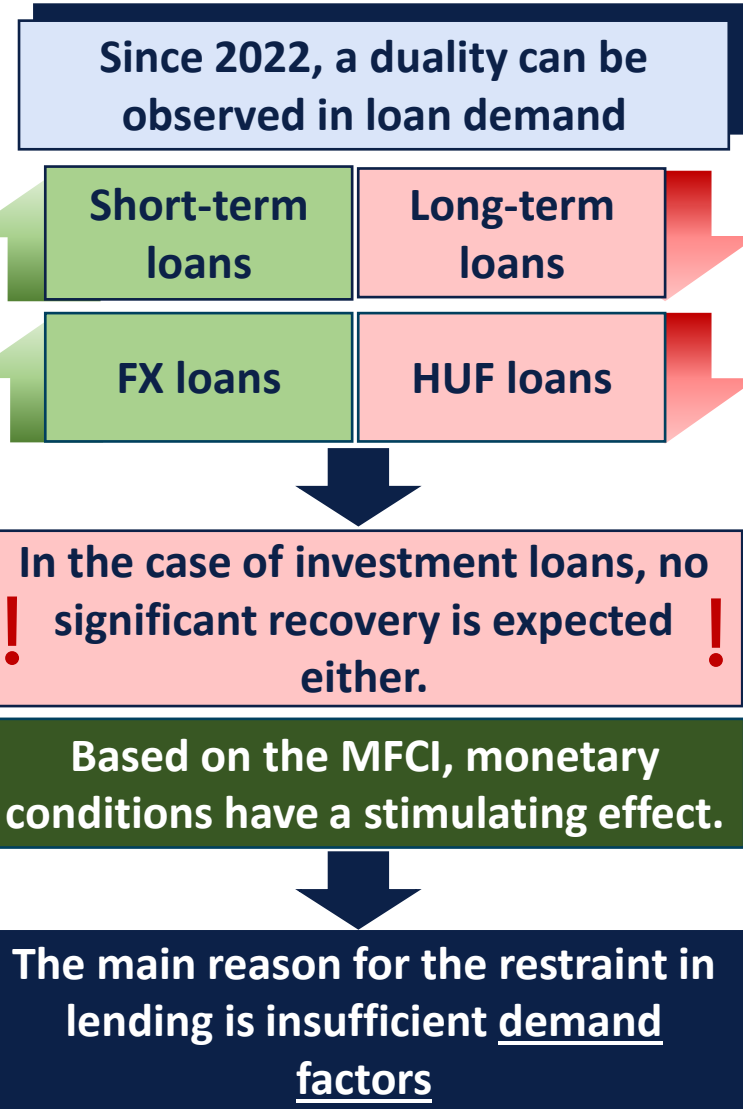 Since 2022, a duality can be
observed in loan demand
Short-term
loans
Long-term
loans
FX loans
HUF loans
In the case of investment loans, no
! significant recovery is expected !
either.
Based on the MFCI, monetary
conditions have a stimulating effect.
The main reason for the restraint in
lending is insufficient demand
factors